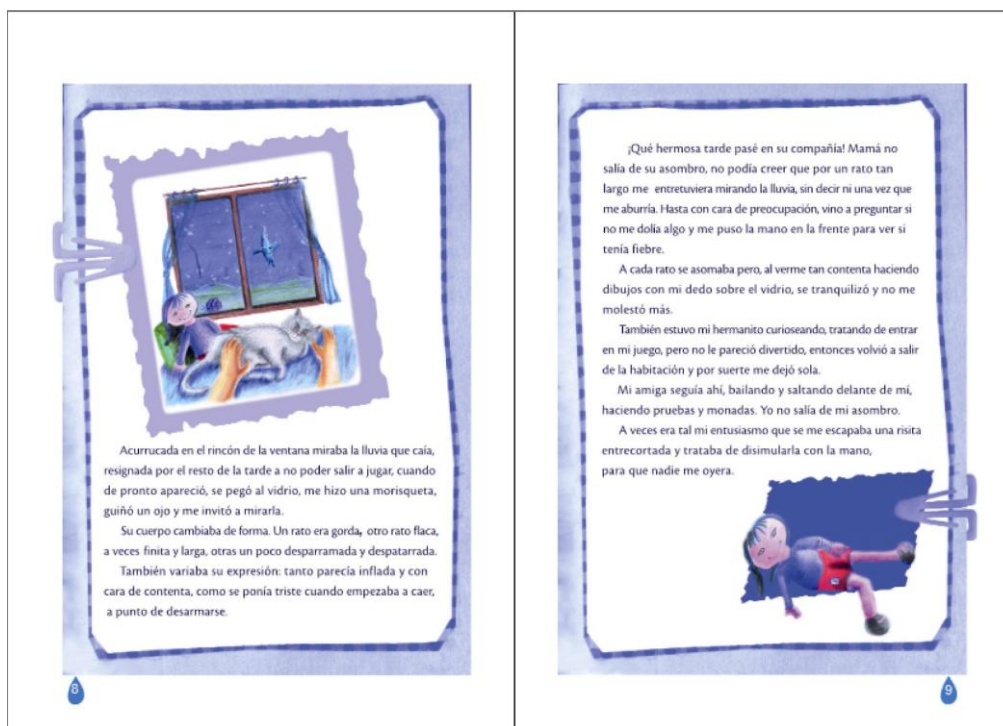 Acurrucada en el rincón de la ventana miraba la lluvia que caía,
resignada por el resto de la tarde a no poder salir a jugar, cuando
de pronto apareció, se pegó al vidrio, me hizo una morisqueta,
guiñó un ojo y me invitó a mirarla.
Su cuerpo cambiaba de forma. Un rato era gorda, otro rato flaca,
a veces finita y larga, otras un poco desparramada y despatarrada.
También variaba su expresión: tanto parecía inflada y con
cara de contenta, como se ponía triste cuando empezaba a caer,
a punto de desarmarse.
8
¡Qué hermosa tarde pasé en su compañía! Mamá no
salía de su asombro, no podía creer que por un rato tan
largo me entretuviera mirando la lluvia, sin decir ni una vez que
me aburría. Hasta con cara de preocupación, vino a preguntar si
no me dolía algo y me puso la mano en la frente para ver si
tenía fiebre.
A cada rato se asomaba pero, al verme tan contenta haciendo
dibujos con mi dedo sobre el vidrio, se tranquilizó y no me
molestó más.
También estuvo mi hermanito curioseando, tratando de entrar
en mi juego, pero no le pareció divertido, entonces volvió a salir
de la habitación y por suerte me dejó sola.
Mi amiga seguía ahí, bailando y saltando delante de mí,
haciendo pruebas y monadas. Yo no salía de mi asombro.
A veces era tal mi entusiasmo que se me escapaba una risita
entrecortada y trataba de disimularla con la mano,
para que nadie me oyera.
9